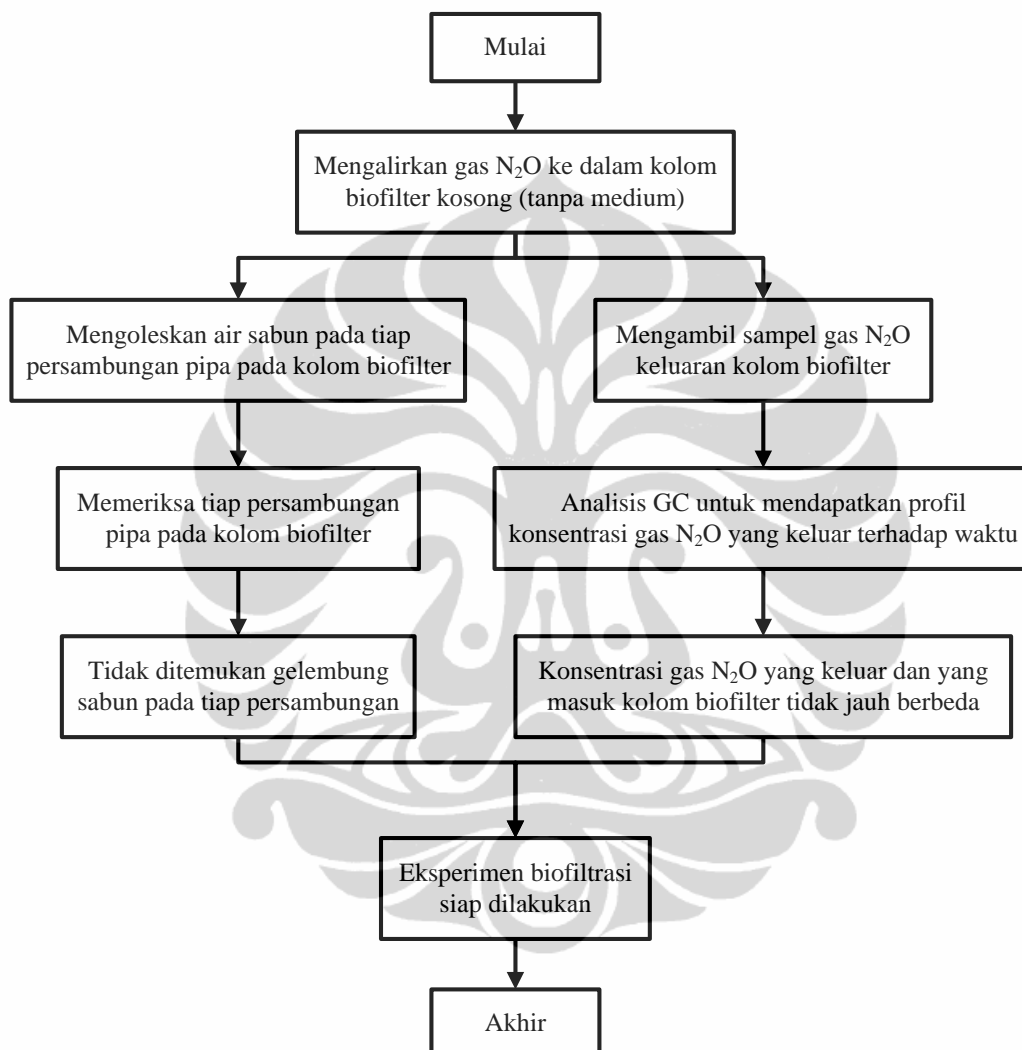 Mulai
Mengalirkan gas N₂O ke dalam kolom
biofilter kosong (tanpa medium)
Mengoleskan air sabun pada tiap
persambungan pipa pada kolom biofilter
Mengambil sampel gas N₂O
keluaran kolom biofilter
Memeriksa tiap persambungan
pipa pada kolom biofilter
Analisis GC untuk mendapatkan profil
konsentrasi gas N₂O yang keluar terhadap waktu
Tidak ditemukan gelembung
sabun pada tiap persambungan
Konsentrasi gas N₂O yang keluar dan yang
masuk kolom biofilter tidak jauh berbeda
Eksperimen biofiltrasi
siap dilakukan
Akhir